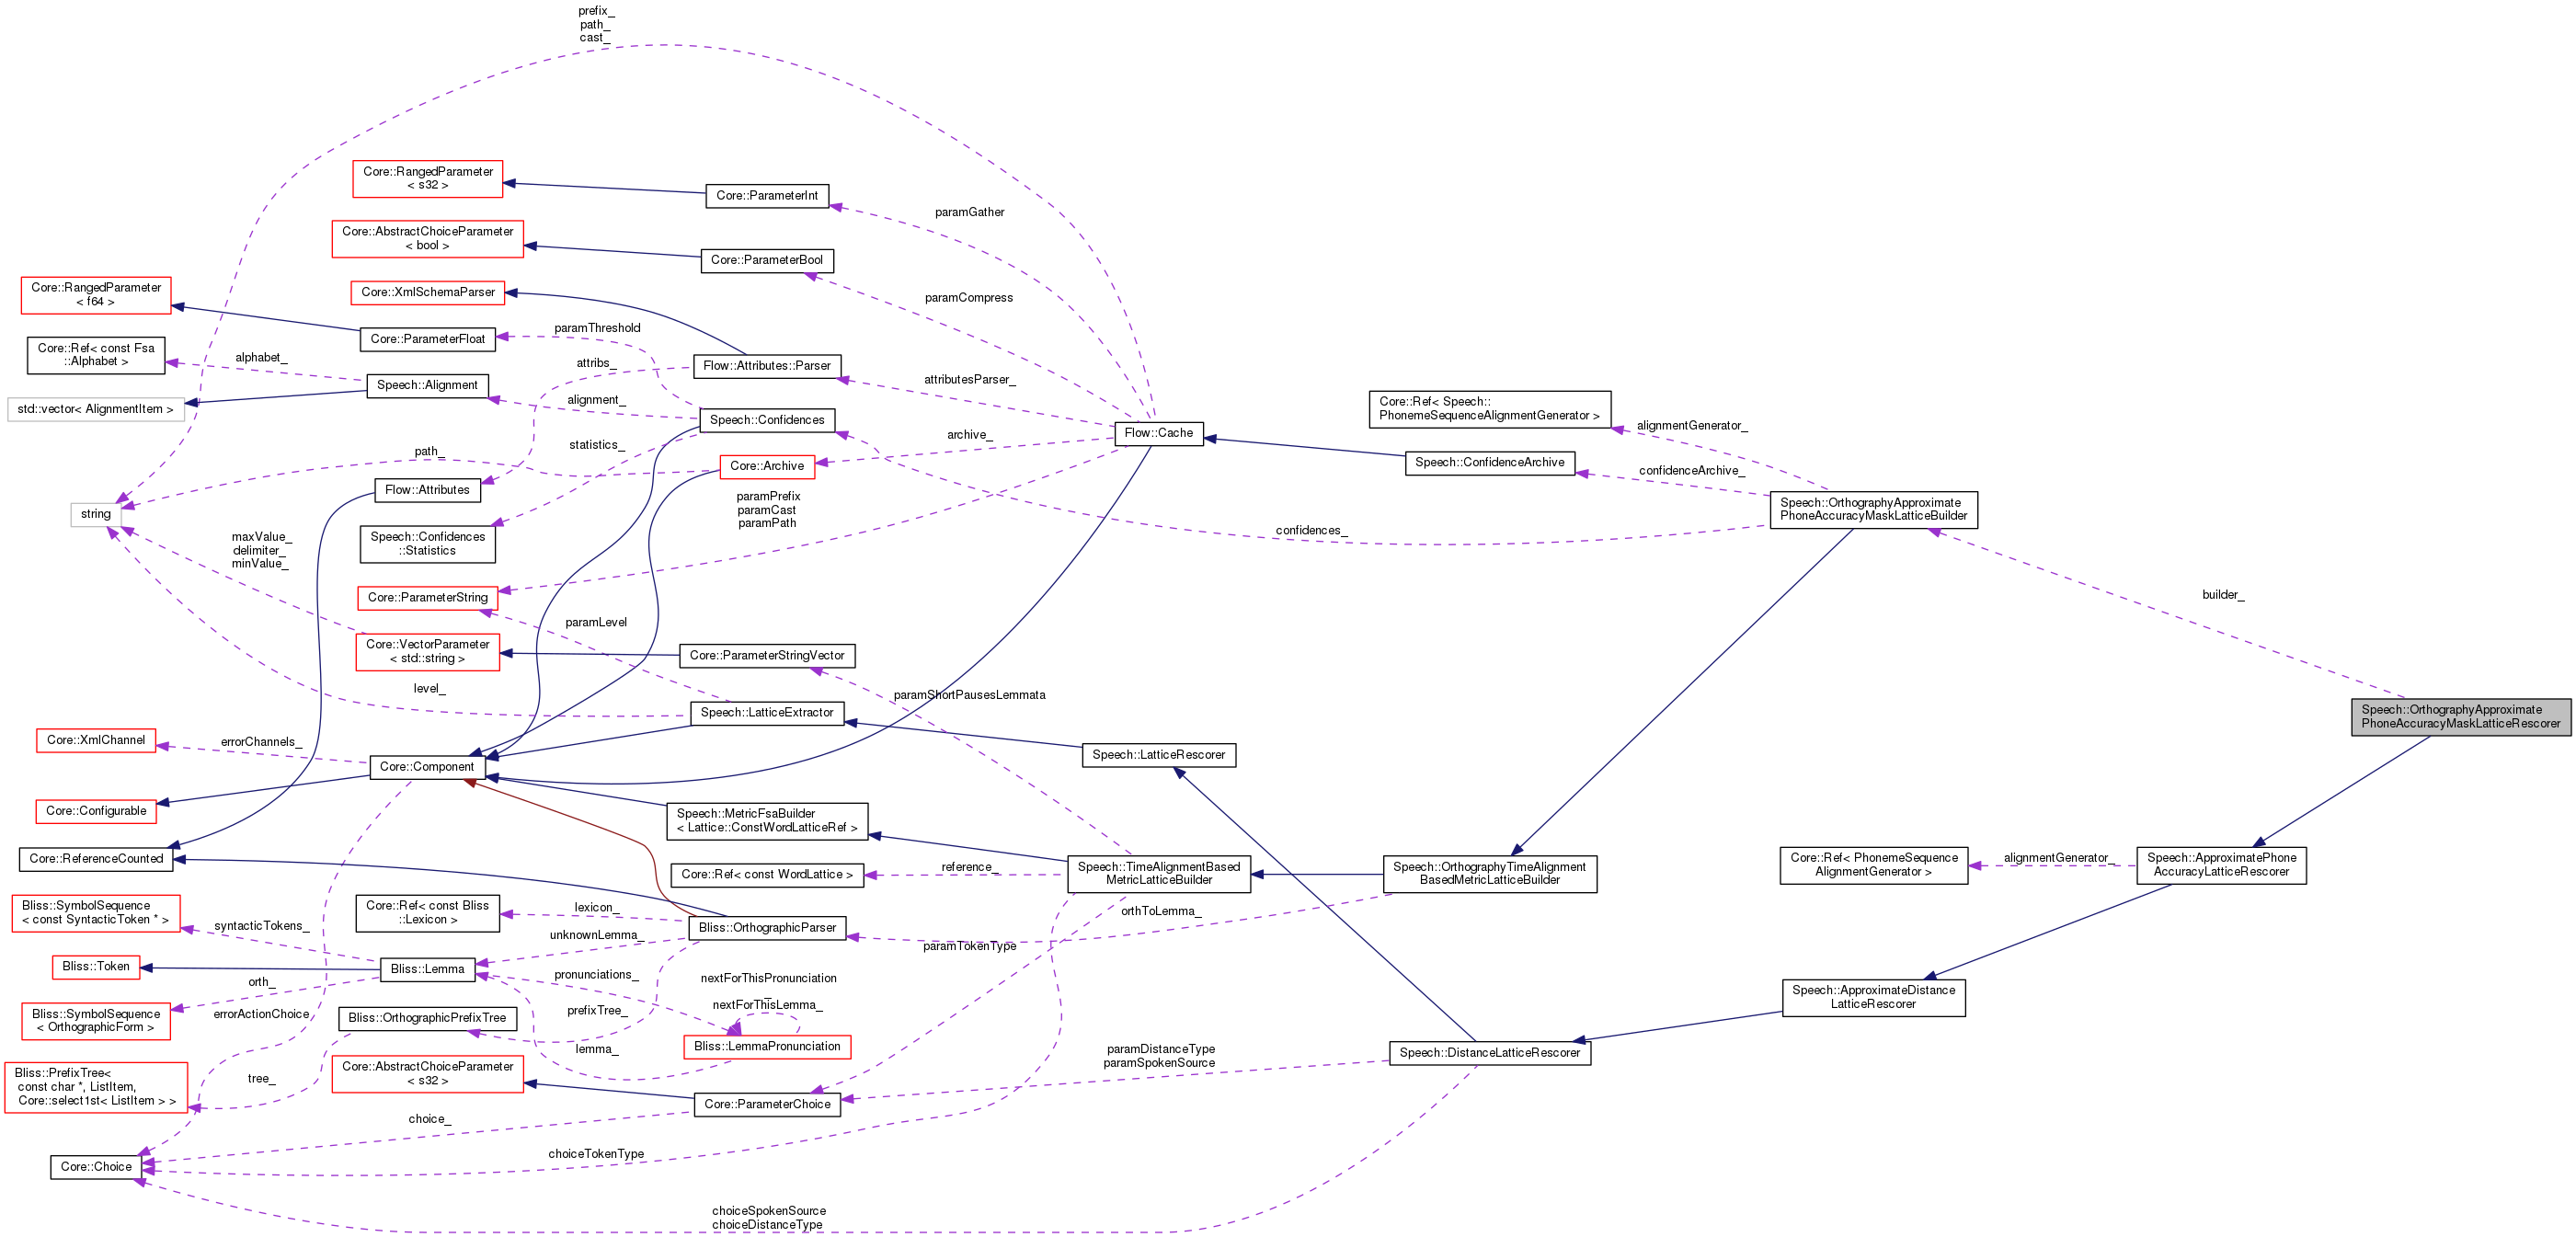 prefix_
path_
cast_
Core::RangedParameter
< s32 >
Core::ParameterInt
paramGather
Core::AbstractChoiceParameter
< bool >
Core::ParameterBool
Core::RangedParameter
< f64 >
Core::XmlSchemaParser
paramCompress
paramThreshold
Core::ParameterFloat
Core::Ref< const Fsa
::Alphabet >
alphabet_
attribs_
Flow::Attributes::Parser
attributesParser_
Speech::Alignment
std::vector< AlignmentItem >
alignment_
Speech::Confidences
Core::Ref< Speech::
PhonemeSequenceAlignmentGenerator >
alignmentGenerator_
Flow::Cache
archive_
statistics_
path_
Core::Archive
Speech::ConfidenceArchive
confidenceArchive_
Flow::Attributes
paramPrefix
paramCast
paramPath
Speech::OrthographyApproximate
PhoneAccuracyMaskLatticeBuilder
string
confidences_
Speech::Confidences
::Statistics
maxValue_
delimiter_
minValue_
Core::ParameterString
builder_
paramLevel
Core::VectorParameter
< std::string >
Core::ParameterStringVector
level_
paramShortPausesLemmata
Speech::LatticeExtractor
Speech::OrthographyApproximate
PhoneAccuracyMaskLatticeRescorer
Core::XmlChannel
errorChannels_
Speech::LatticeRescorer
Core::Component
Core::Configurable
Speech::MetricFsaBuilder
< Lattice::ConstWordLatticeRef >
Core::ReferenceCounted
Core::Ref< const WordLattice >
reference_
Speech::TimeAlignmentBased
MetricLatticeBuilder
Speech::OrthographyTimeAlignment
BasedMetricLatticeBuilder
Core::Ref< PhonemeSequence
AlignmentGenerator >
alignmentGenerator_
Speech::ApproximatePhone
AccuracyLatticeRescorer
Bliss::SymbolSequence
< const SyntacticToken * >
syntacticTokens_
Core::Ref< const Bliss
::Lexicon >
lexicon_
Bliss::OrthographicParser
orthToLemma_
unknownLemma_
paramTokenType
Bliss::Token
Bliss::Lemma
pronunciations_
nextForThisPronunciation
_
nextForThisLemma_
orth_
Bliss::SymbolSequence
< OrthographicForm >
errorActionChoice
Bliss::OrthographicPrefixTree
prefixTree_
Speech::ApproximateDistance
LatticeRescorer
lemma_
Bliss::LemmaPronunciation
Speech::DistanceLatticeRescorer
paramDistanceType
paramSpokenSource
Core::AbstractChoiceParameter
< s32 >
Bliss::PrefixTree<
const char *, ListItem,
Core::select1st< ListItem > >
tree_
Core::ParameterChoice
choice_
choiceTokenType
Core::Choice
choiceSpokenSource
choiceDistanceType